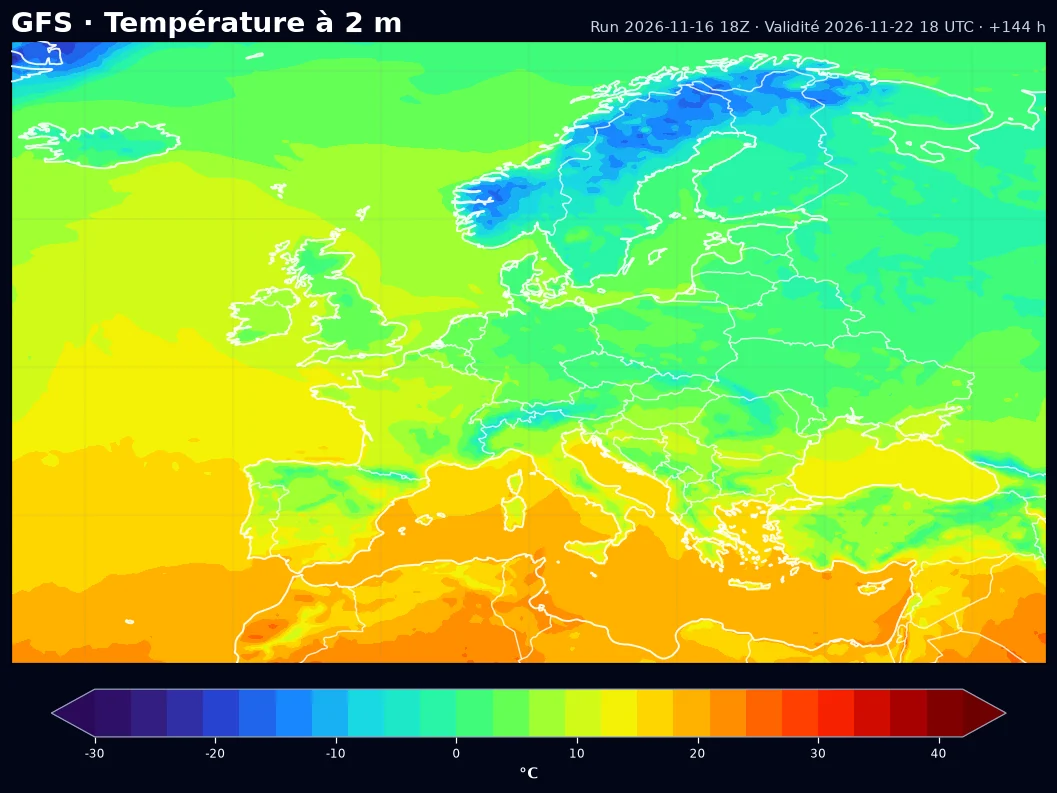 GFS · Température à 2 m
Run 2026-11-16 18Z · Validité 2026-11-22 18 UTC · +144 h
-30 -20 -10 0 10 20 30 40
°C